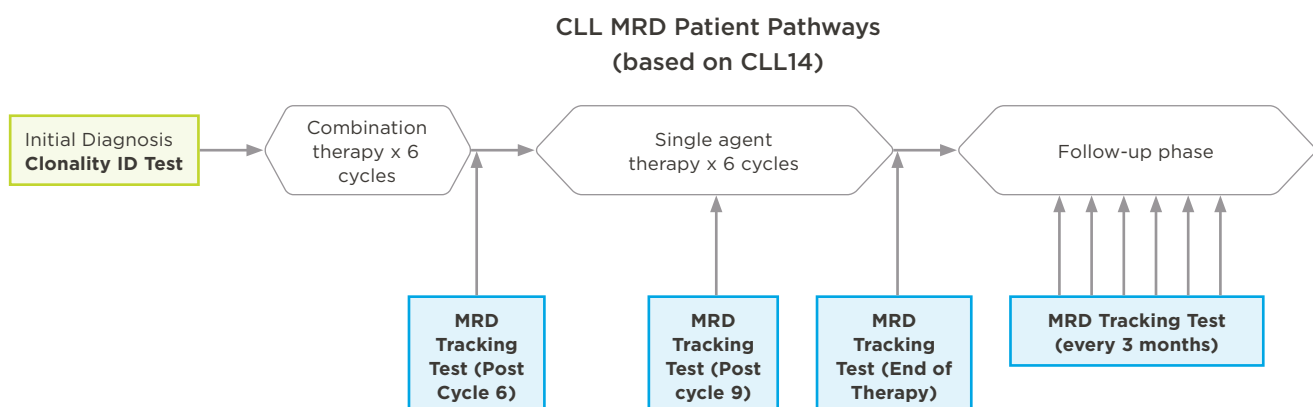 CLL MRD Patient Pathways
(based on CLL14)
Initial Diagnosis
Clonality ID Test
Combination
therapy x 6
cycles
Single agent
therapy x 6 cycles
Follow-up phase
MRD
Tracking
Test (Post
Cycle 6)
MRD
Tracking
Test (Post
cycle 9)
MRD
Tracking
Test (End of
Therapy)
MRD Tracking Test
(every 3 months)